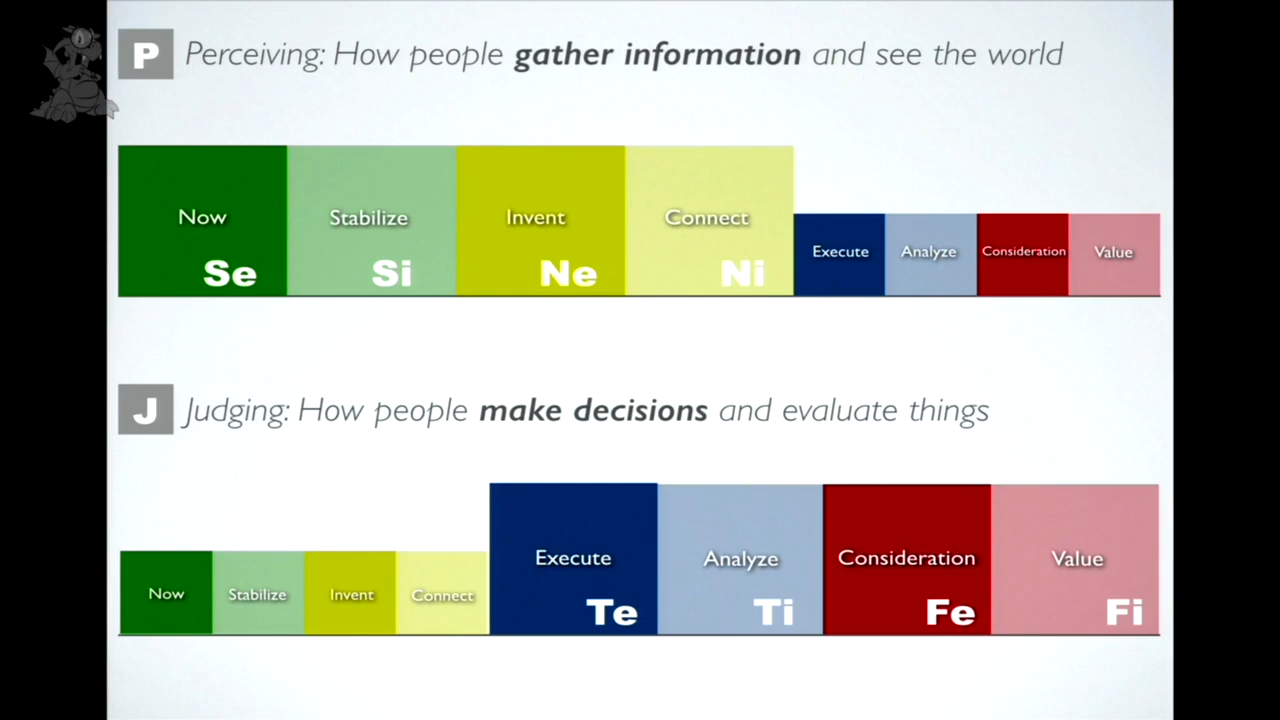 P Perceiving: How people gather information and see the world
Now Stabilize Invent Connect
Execute Analyze Consideration Value
Se Si Ne Ni
J Judging: How people make decisions and evaluate things
Execute Analyze Consideration Value
Now Stabilize Invent Connect
Te Ti Fe Fi